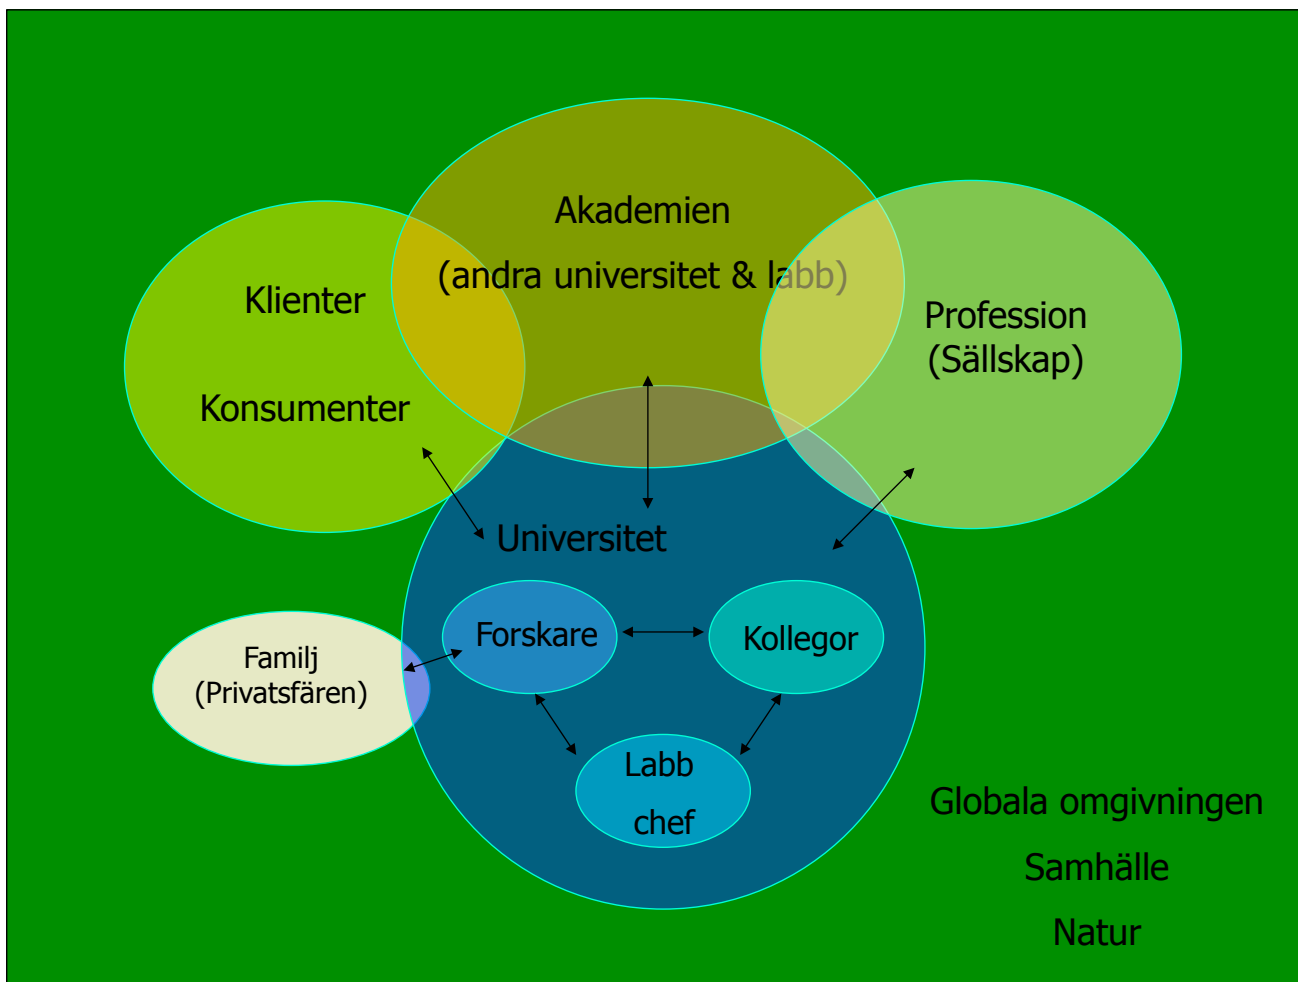 Akademien
(andra universitet & labb)
Klienter
Konsumenter
Profession
(Sällskap)
Universitet
Forskare
Kollegor
Familj
(Privatsfären)
Labb
chef
Globala omgivningen
Samhälle
Natur